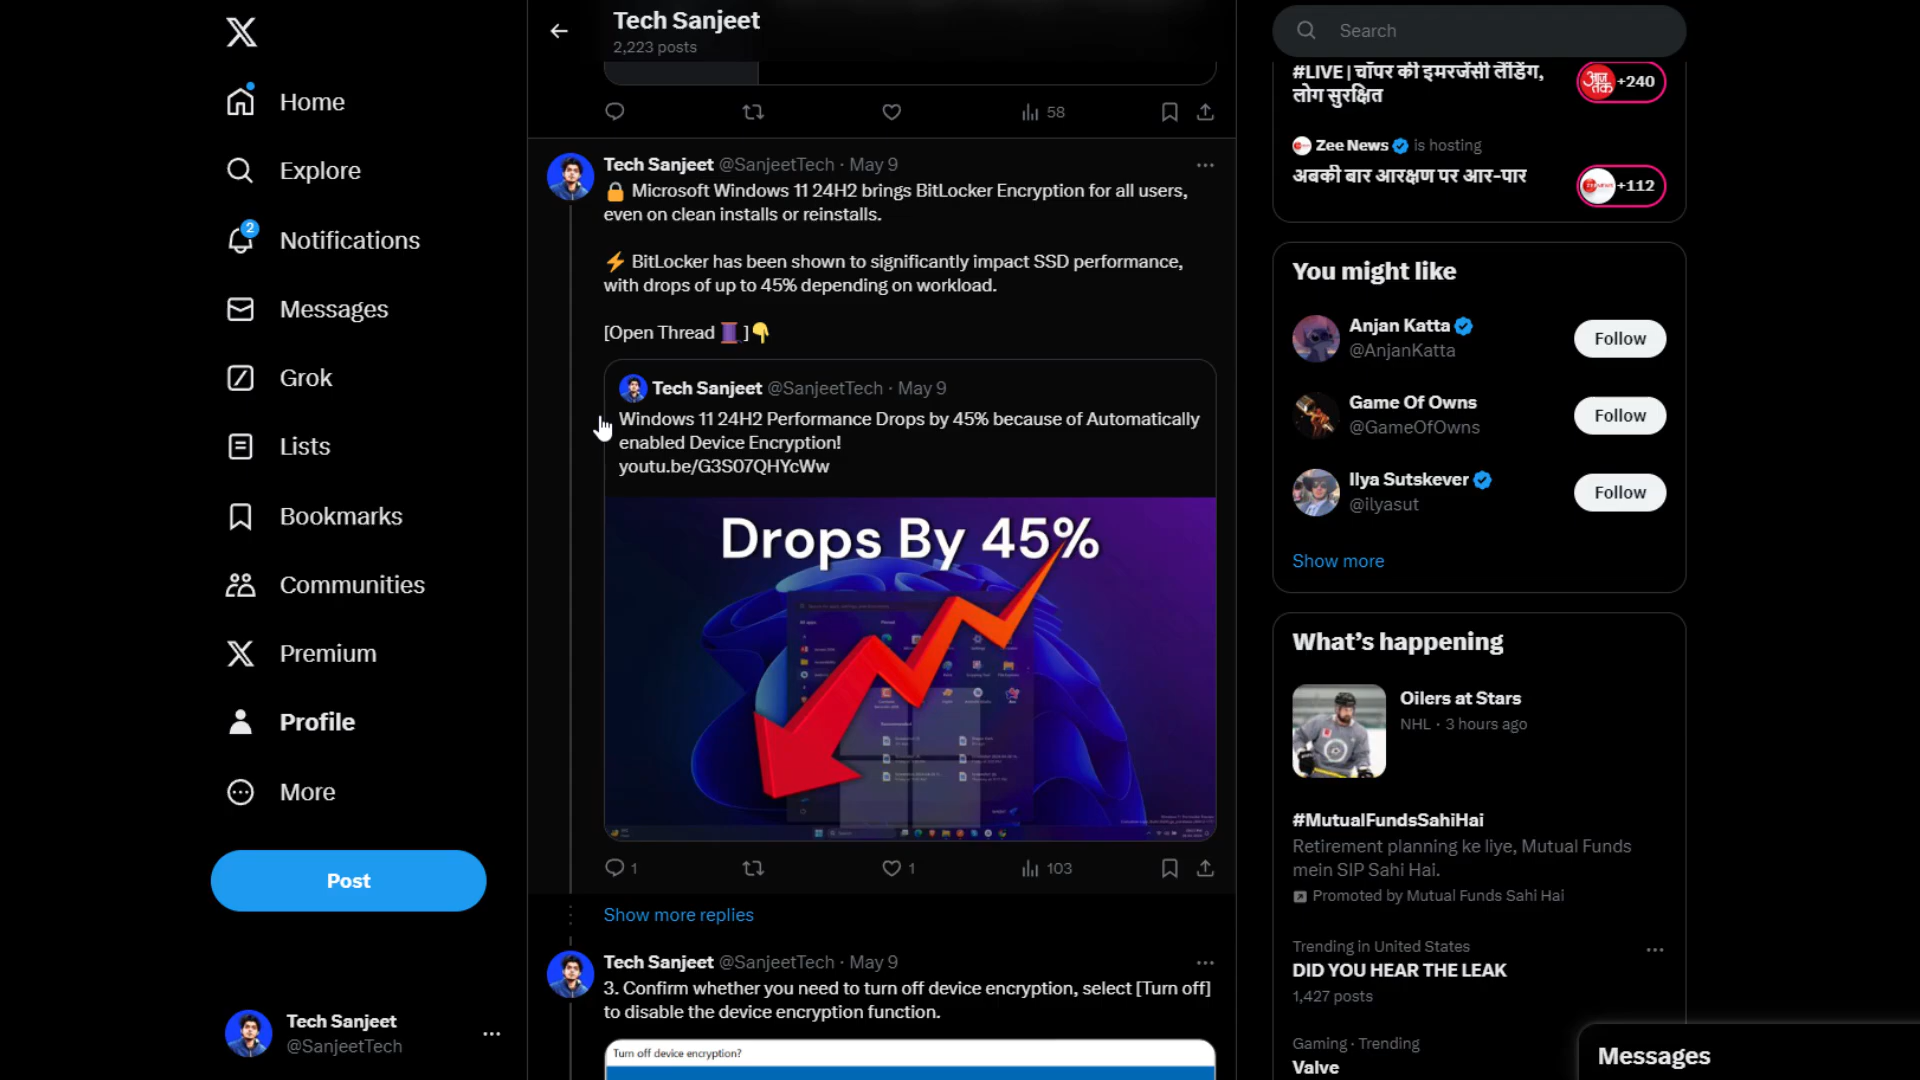 Home
Explore
2
Notifications
Messages
Grok
Lists
Bookmarks
Communities
Premium
Profile
More
Post
Tech Sanjeet
@SanjeetTech
Tech Sanjeet
2,223 posts
58
Tech Sanjeet @SanjeetTech · May 9
🔒 Microsoft Windows 11 24H2 brings BitLocker Encryption for all users,
even on clean installs or reinstalls.
⚡ BitLocker has been shown to significantly impact SSD performance,
with drops of up to 45% depending on workload.
[Open Thread 🧵]👇
Tech Sanjeet @SanjeetTech · May 9
Windows 11 24H2 Performance Drops by 45% because of Automatically
enabled Device Encryption!
youtu.be/G3S07QHYcWw
Drops By 45%
1
1
103
Show more replies
Tech Sanjeet @SanjeetTech · May 9
3. Confirm whether you need to turn off device encryption, select [Turn off]
to disable the device encryption function.
Turn off device encryption?
Search
#LIVE | चॉपर की इमरजेंसी लैंडिंग,
लोग सुरक्षित
आज तक
+240
Zee News is hosting
अबकी बार आरक्षण पर आर-पार
+112
You might like
Anjan Katta
@AnjanKatta
Follow
Game Of Owns
@GameOfOwns
Follow
Ilya Sutskever
@ilyasut
Follow
Show more
What's happening
Oilers at Stars
NHL · 3 hours ago
#MutualFundsSahiHai
Retirement planning ke liye, Mutual Funds
mein SIP Sahi Hai.
Promoted by Mutual Funds Sahi Hai
Trending in United States
DID YOU HEAR THE LEAK
1,427 posts
Gaming · Trending
Valve
Messages